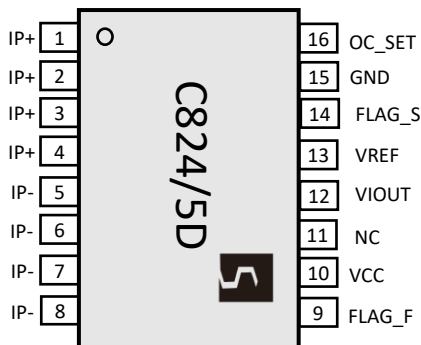 IP+ 1
IP+ 2
IP+ 3
IP+ 4
IP- 5
IP- 6
IP- 7
IP- 8
C824/5D
16 OC_SET
15 GND
14 FLAG_S
13 VREF
12 VIOUT
11 NC
10 VCC
9 FLAG_F